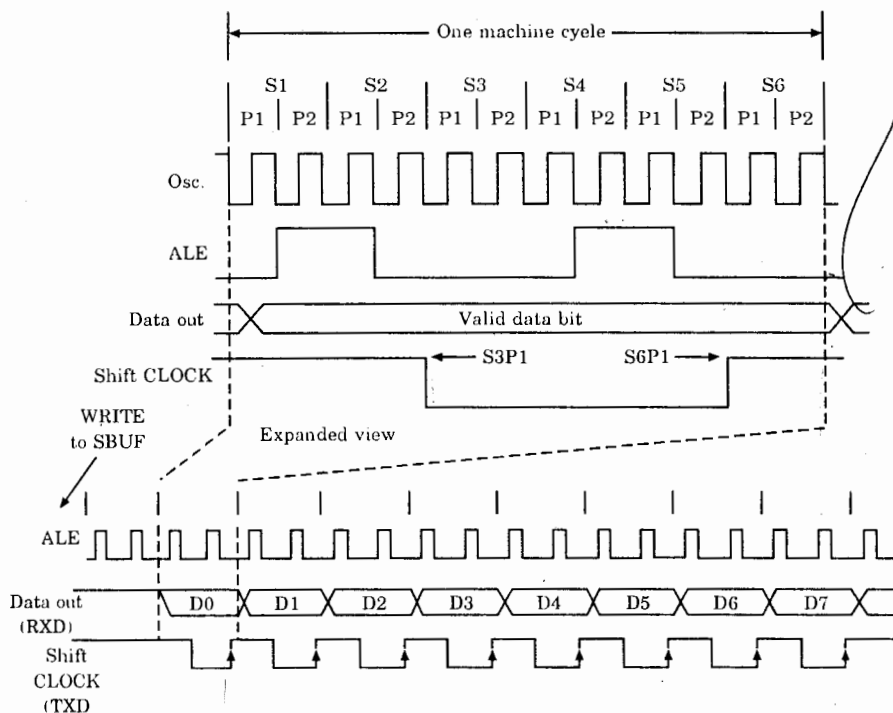 One machine cycle
S1 S2 S3 S4 S5 S6
P1 P2 P1 P2 P1 P2 P1 P2 P1 P2 P1 P2
Osc.
ALE
Data out
Valid data bit
Shift CLOCK
S3P1
S6P1
WRITE
to SBUF
Expanded view
ALE
Data out
(RXD)
D0 D1 D2 D3 D4 D5 D6 D7
Shift
CLOCK
(TXD